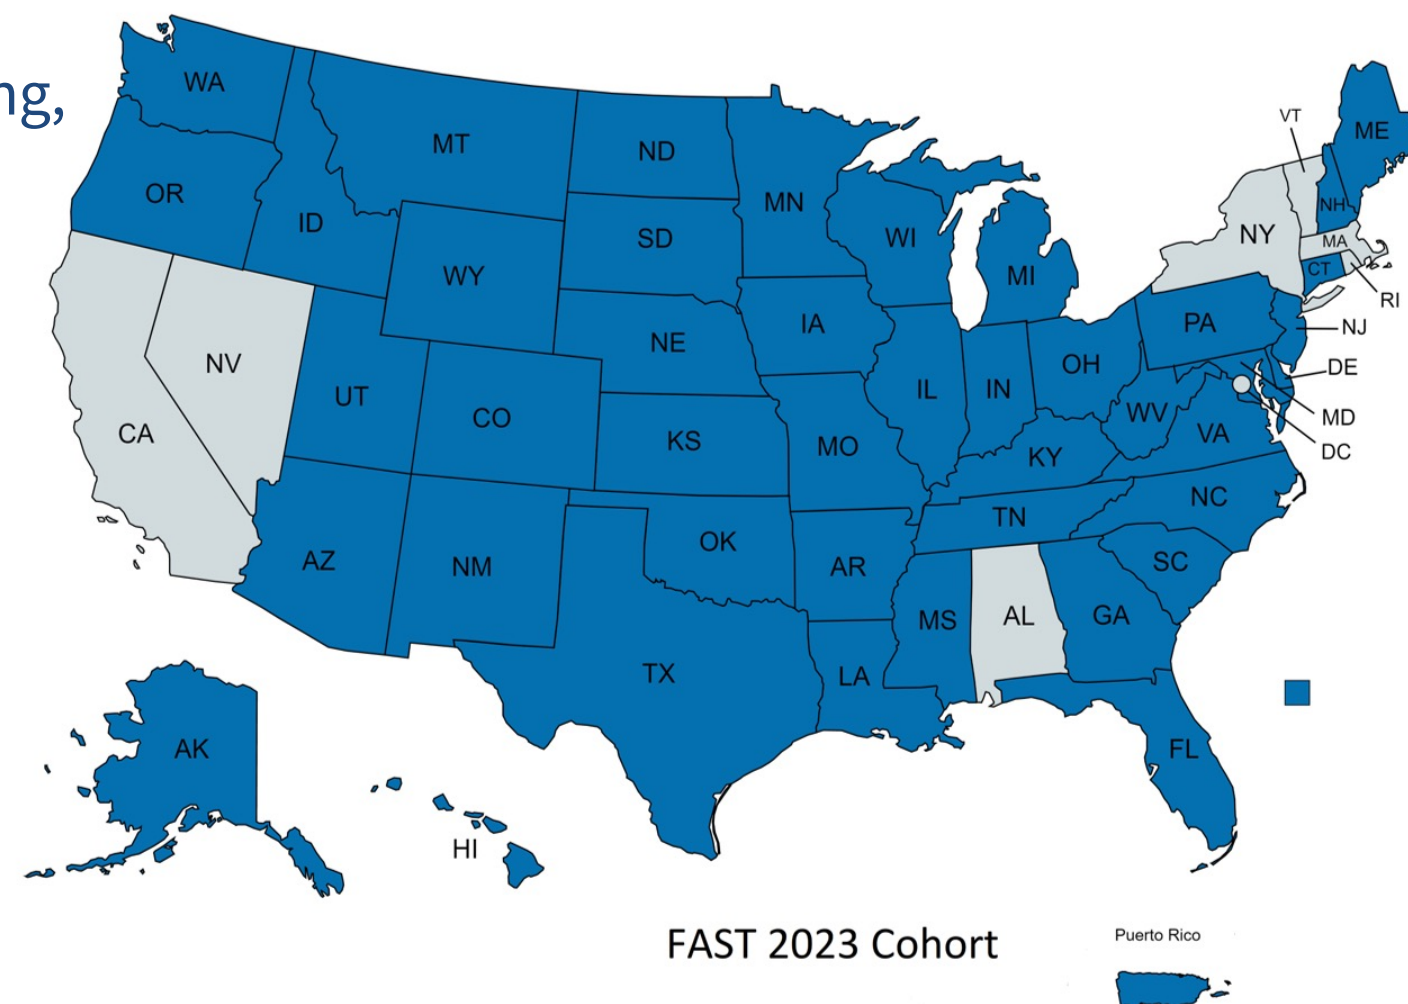 ng,
WA
MT
ND
MN
OR
ID
SD
WI
MI
WY
IA
NE
NV
UT
CO
CA
KS
MO
IL
IN
OH
PA
NY
VT
ME
NH
MA
CT
RI
NJ
DE
MD
DC
WV
VA
KY
NC
TN
SC
AZ
NM
OK
AR
MS
AL
GA
TX
LA
FL
AK
HI
FAST 2023 Cohort
Puerto Rico